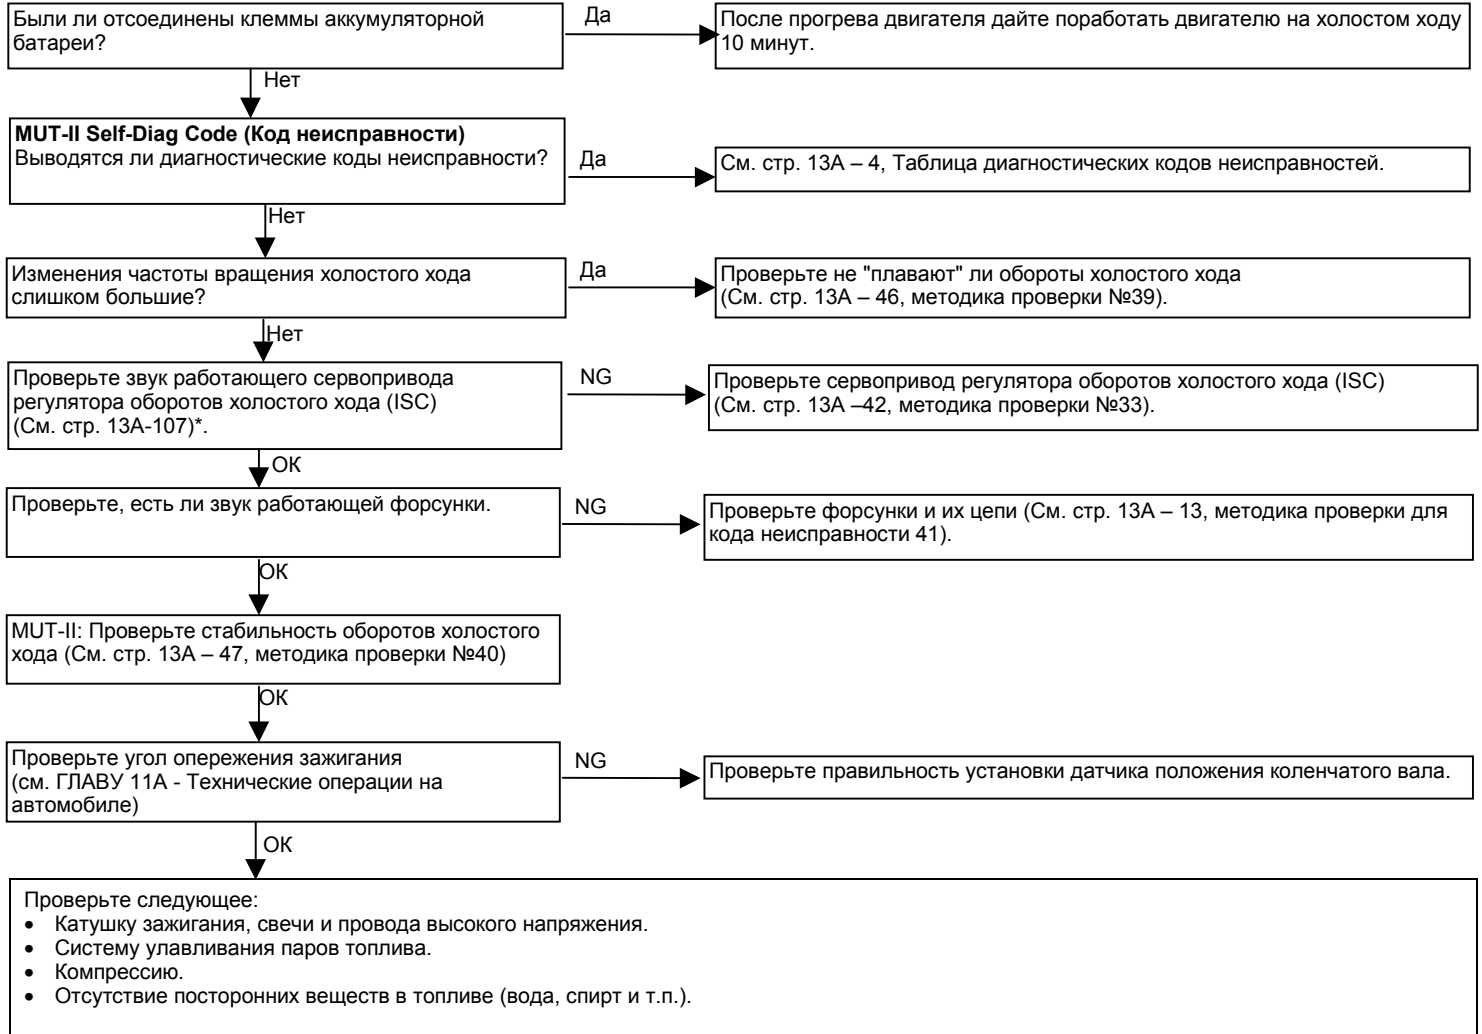 Были ли отсоединены клеммы аккумуляторной
батареи?
Да
После прогрева двигателя дайте поработать двигателю на холостом ходу
10 минут.
Нет
MUT-II Self-Diag Code (Код неисправности)
Выводятся ли диагностические коды неисправности?
Да
См. стр. 13А – 4, Таблица диагностических кодов неисправностей.
Нет
Изменения частоты вращения холостого хода
слишком большие?
Да
Проверьте не "плавают" ли обороты холостого хода
(См. стр. 13А – 46, методика проверки №39).
Нет
Проверьте звук работающего сервопривода
регулятора оборотов холостого хода (ISC)
(См. стр. 13А-107)*.
NG
Проверьте сервопривод регулятора оборотов холостого хода (ISC)
(См. стр. 13А –42, методика проверки №33).
ОК
Проверьте, есть ли звук работающей форсунки.
NG
Проверьте форсунки и их цепи (См. стр. 13А – 13, методика проверки для
кода неисправности 41).
ОК
MUT-II: Проверьте стабильность оборотов холостого
хода (См. стр. 13А – 47, методика проверки №40)
ОК
Проверьте угол опережения зажигания
(см. ГЛАВУ 11А - Технические операции на
автомобиле)
NG
Проверьте правильность установки датчика положения коленчатого вала.
ОК
Проверьте следующее:
• Катушку зажигания, свечи и провода высокого напряжения.
• Систему улавливания паров топлива.
• Компрессию.
• Отсутствие посторонних веществ в топливе (вода, спирт и т.п.).